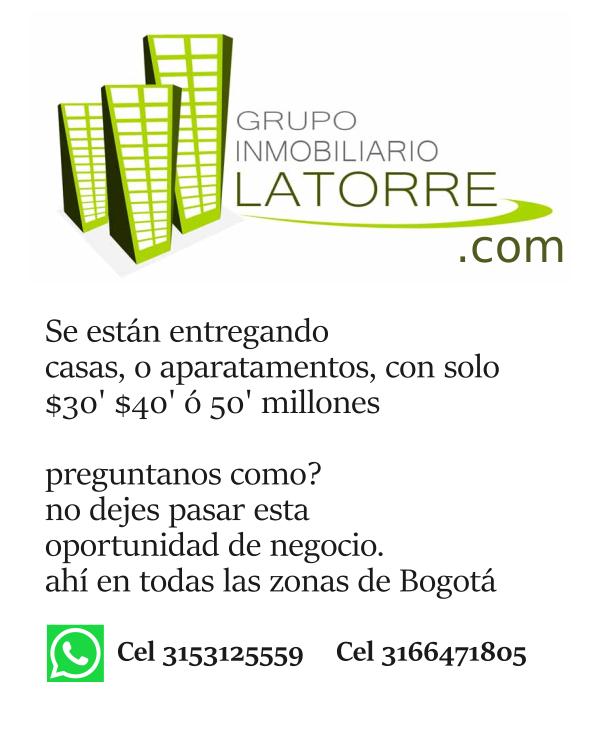 GRUPO
INMOBILIARIO
LATORRE
.com
Se están entregando
casas, o aparatamentos, con solo
$30' $40' ó 50' millones
preguntanos como?
no dejes pasar esta
oportunidad de negocio.
ahí en todas las zonas de Bogotá
Cel 3153125559 Cel 3166471805